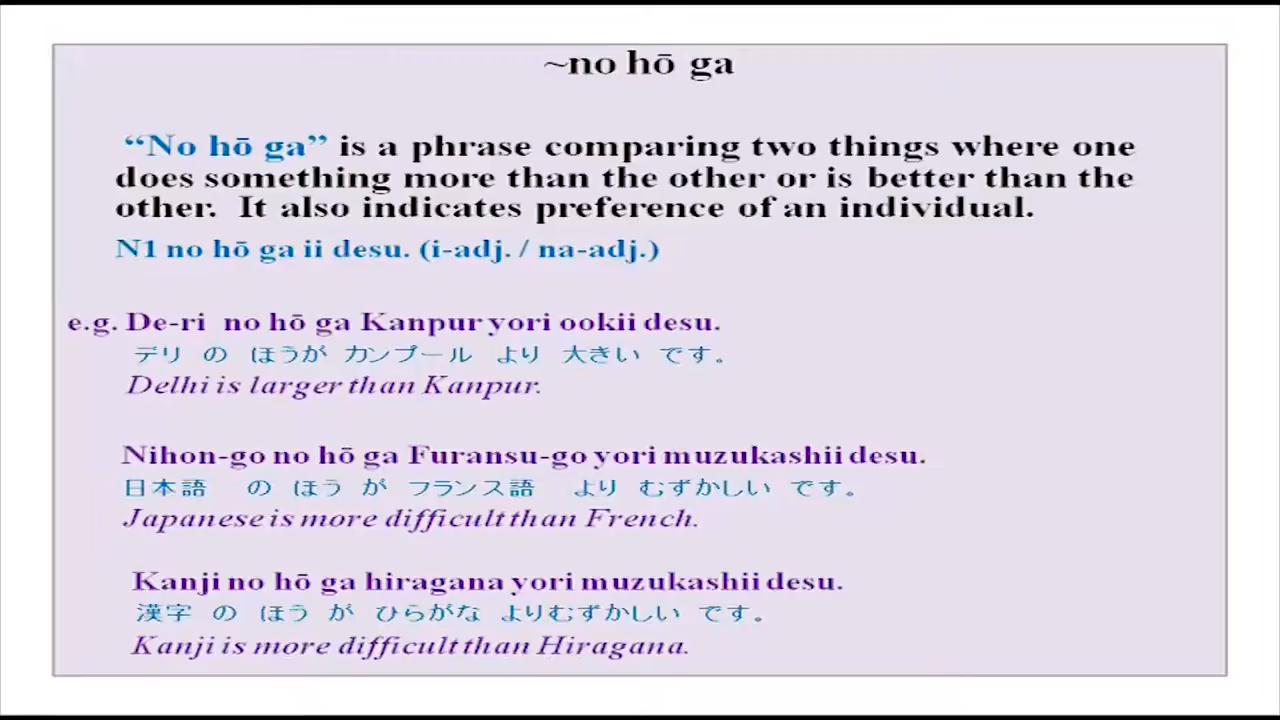 ~no hō ga
“No hō ga” is a phrase comparing two things where one
does something more than the other or is better than the
other. It also indicates preference of an individual.
N1 no hō ga ii desu. (i-adj. / na-adj.)
e.g. De-ri no hō ga Kanpur yori ookii desu.
デリ の ほうが カンプール より 大きい です。
Delhi is larger than Kanpur.
Nihon-go no hō ga Furansu-go yori muzukashii desu.
日本語 の ほう が フランス語 より むずかしい です。
Japanese is more difficult than French.
Kanji no hō ga hiragana yori muzukashii desu.
漢字 の ほう が ひらがな よりむずかしい です。
Kanji is more difficult than Hiragana.